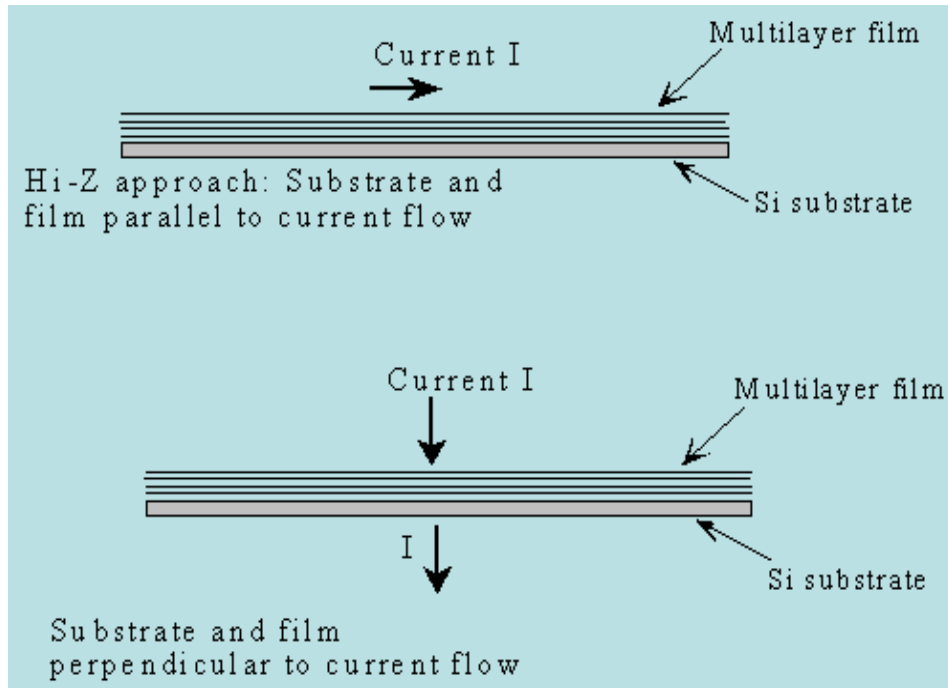 Multilayer film
Current I
Hi-Z approach: Substrate and
film parallel to current flow
Si substrate
Current I
Multilayer film
I
Si substrate
Substrate and film
perpendicular to current flow